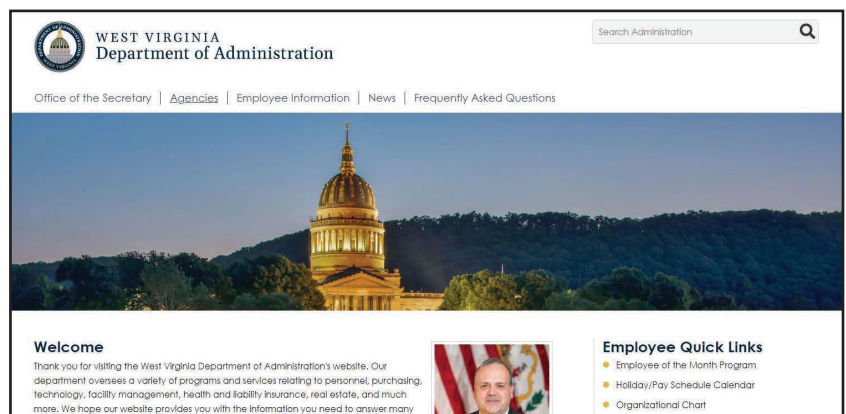 WEST VIRGINIA
Department of Administration
Search Administration
Office of the Secretary | Agencies | Employee Information | News | Frequently Asked Questions
Welcome
Thank you for visiting the West Virginia Department of Administration's website. Our
department oversees a variety of programs and services relating to personnel, purchasing,
technology, facility management, health and liability insurance, real estate, and much
more. We hope our website provides you with the information you need to answer many
Employee Quick Links
Employee of the Month Program
Holiday/Pay Schedule Calendar
Organizational Chart